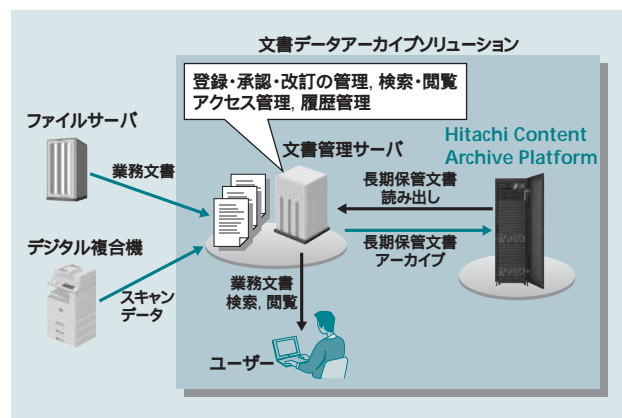 文書データアーカイブソリューション
登録・承認・改訂の管理, 検索・閲覧
アクセス管理, 履歴管理
ファイルサーバ
文書管理サーバ
Hitachi Content
Archive Platform
業務文書
長期保管文書
読み出し
デジタル複合機
長期保管文書
アーカイブ
スキャン
データ
業務文書
検索, 閲覧
ユーザー